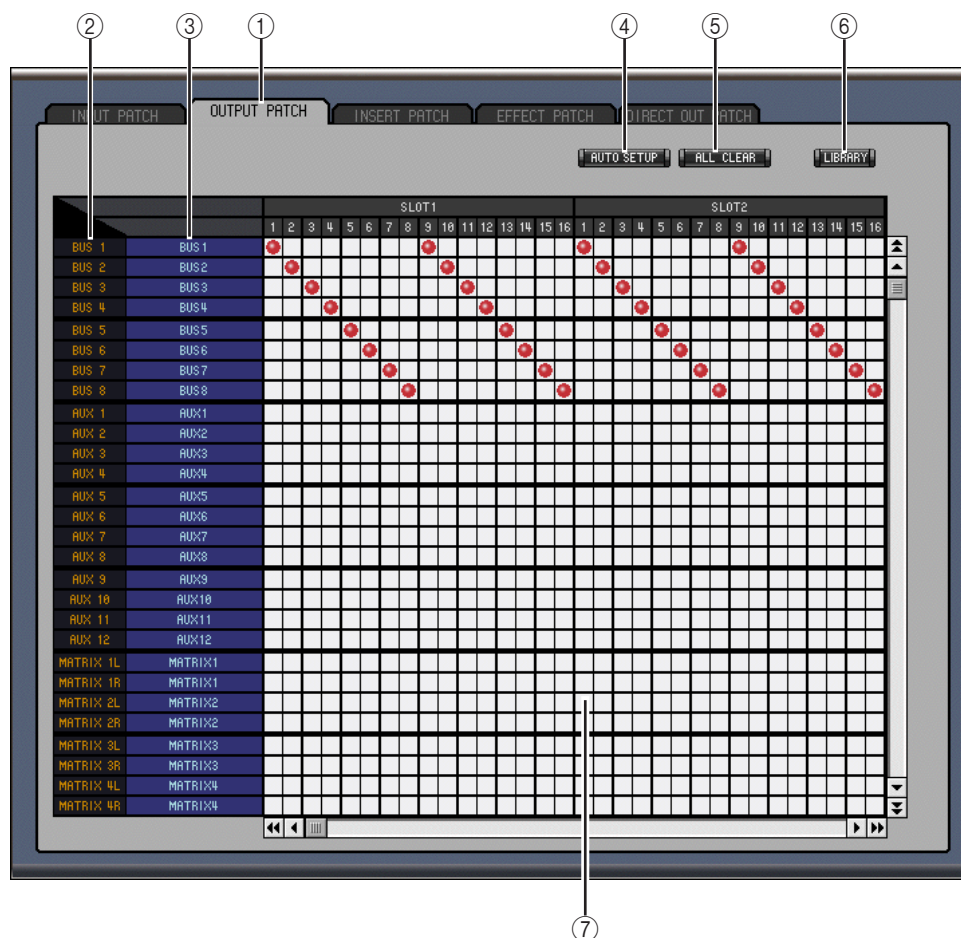 ② ③ ① ④ ⑤ ⑥
INPUT PATCH OUTPUT PATCH INSERT PATCH EFFECT PATCH DIRECT OUT PATCH
AUTO SETUP ALL CLEAR LIBRARY
SLOT1 SLOT2
1 2 3 4 5 6 7 8 9 10 11 12 13 14 15 16 1 2 3 4 5 6 7 8 9 10 11 12 13 14 15 16
BUS 1 BUS1
BUS 2 BUS2
BUS 3 BUS3
BUS 4 BUS4
BUS 5 BUS5
BUS 6 BUS6
BUS 7 BUS7
BUS 8 BUS8
AUX 1 AUX1
AUX 2 AUX2
AUX 3 AUX3
AUX 4 AUX4
AUX 5 AUX5
AUX 6 AUX6
AUX 7 AUX7
AUX 8 AUX8
AUX 9 AUX9
AUX 10 AUX10
AUX 11 AUX11
AUX 12 AUX12
MATRIX 1L MATRIX1
MATRIX 1R MATRIX1
MATRIX 2L MATRIX2
MATRIX 2R MATRIX2
MATRIX 3L MATRIX3
MATRIX 3R MATRIX3
MATRIX 4L MATRIX4
MATRIX 4R MATRIX4
⑦